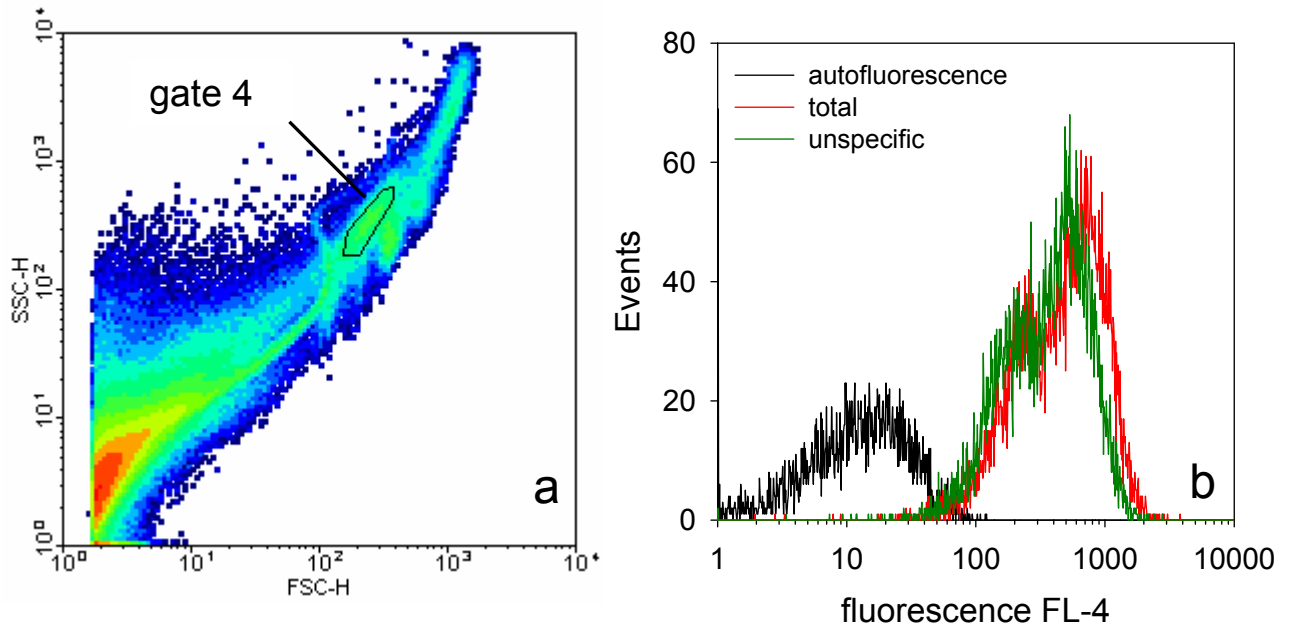 gate 4
SSC-H
10⁴
10³
10²
10¹
10⁰
10⁰ 10¹ 10² 10³ 10⁴
FSC-H
a
Events
80
60
40
20
0
autofluorescence
total
unspecific
b
1 10 100 1000 10000
fluorescence FL-4